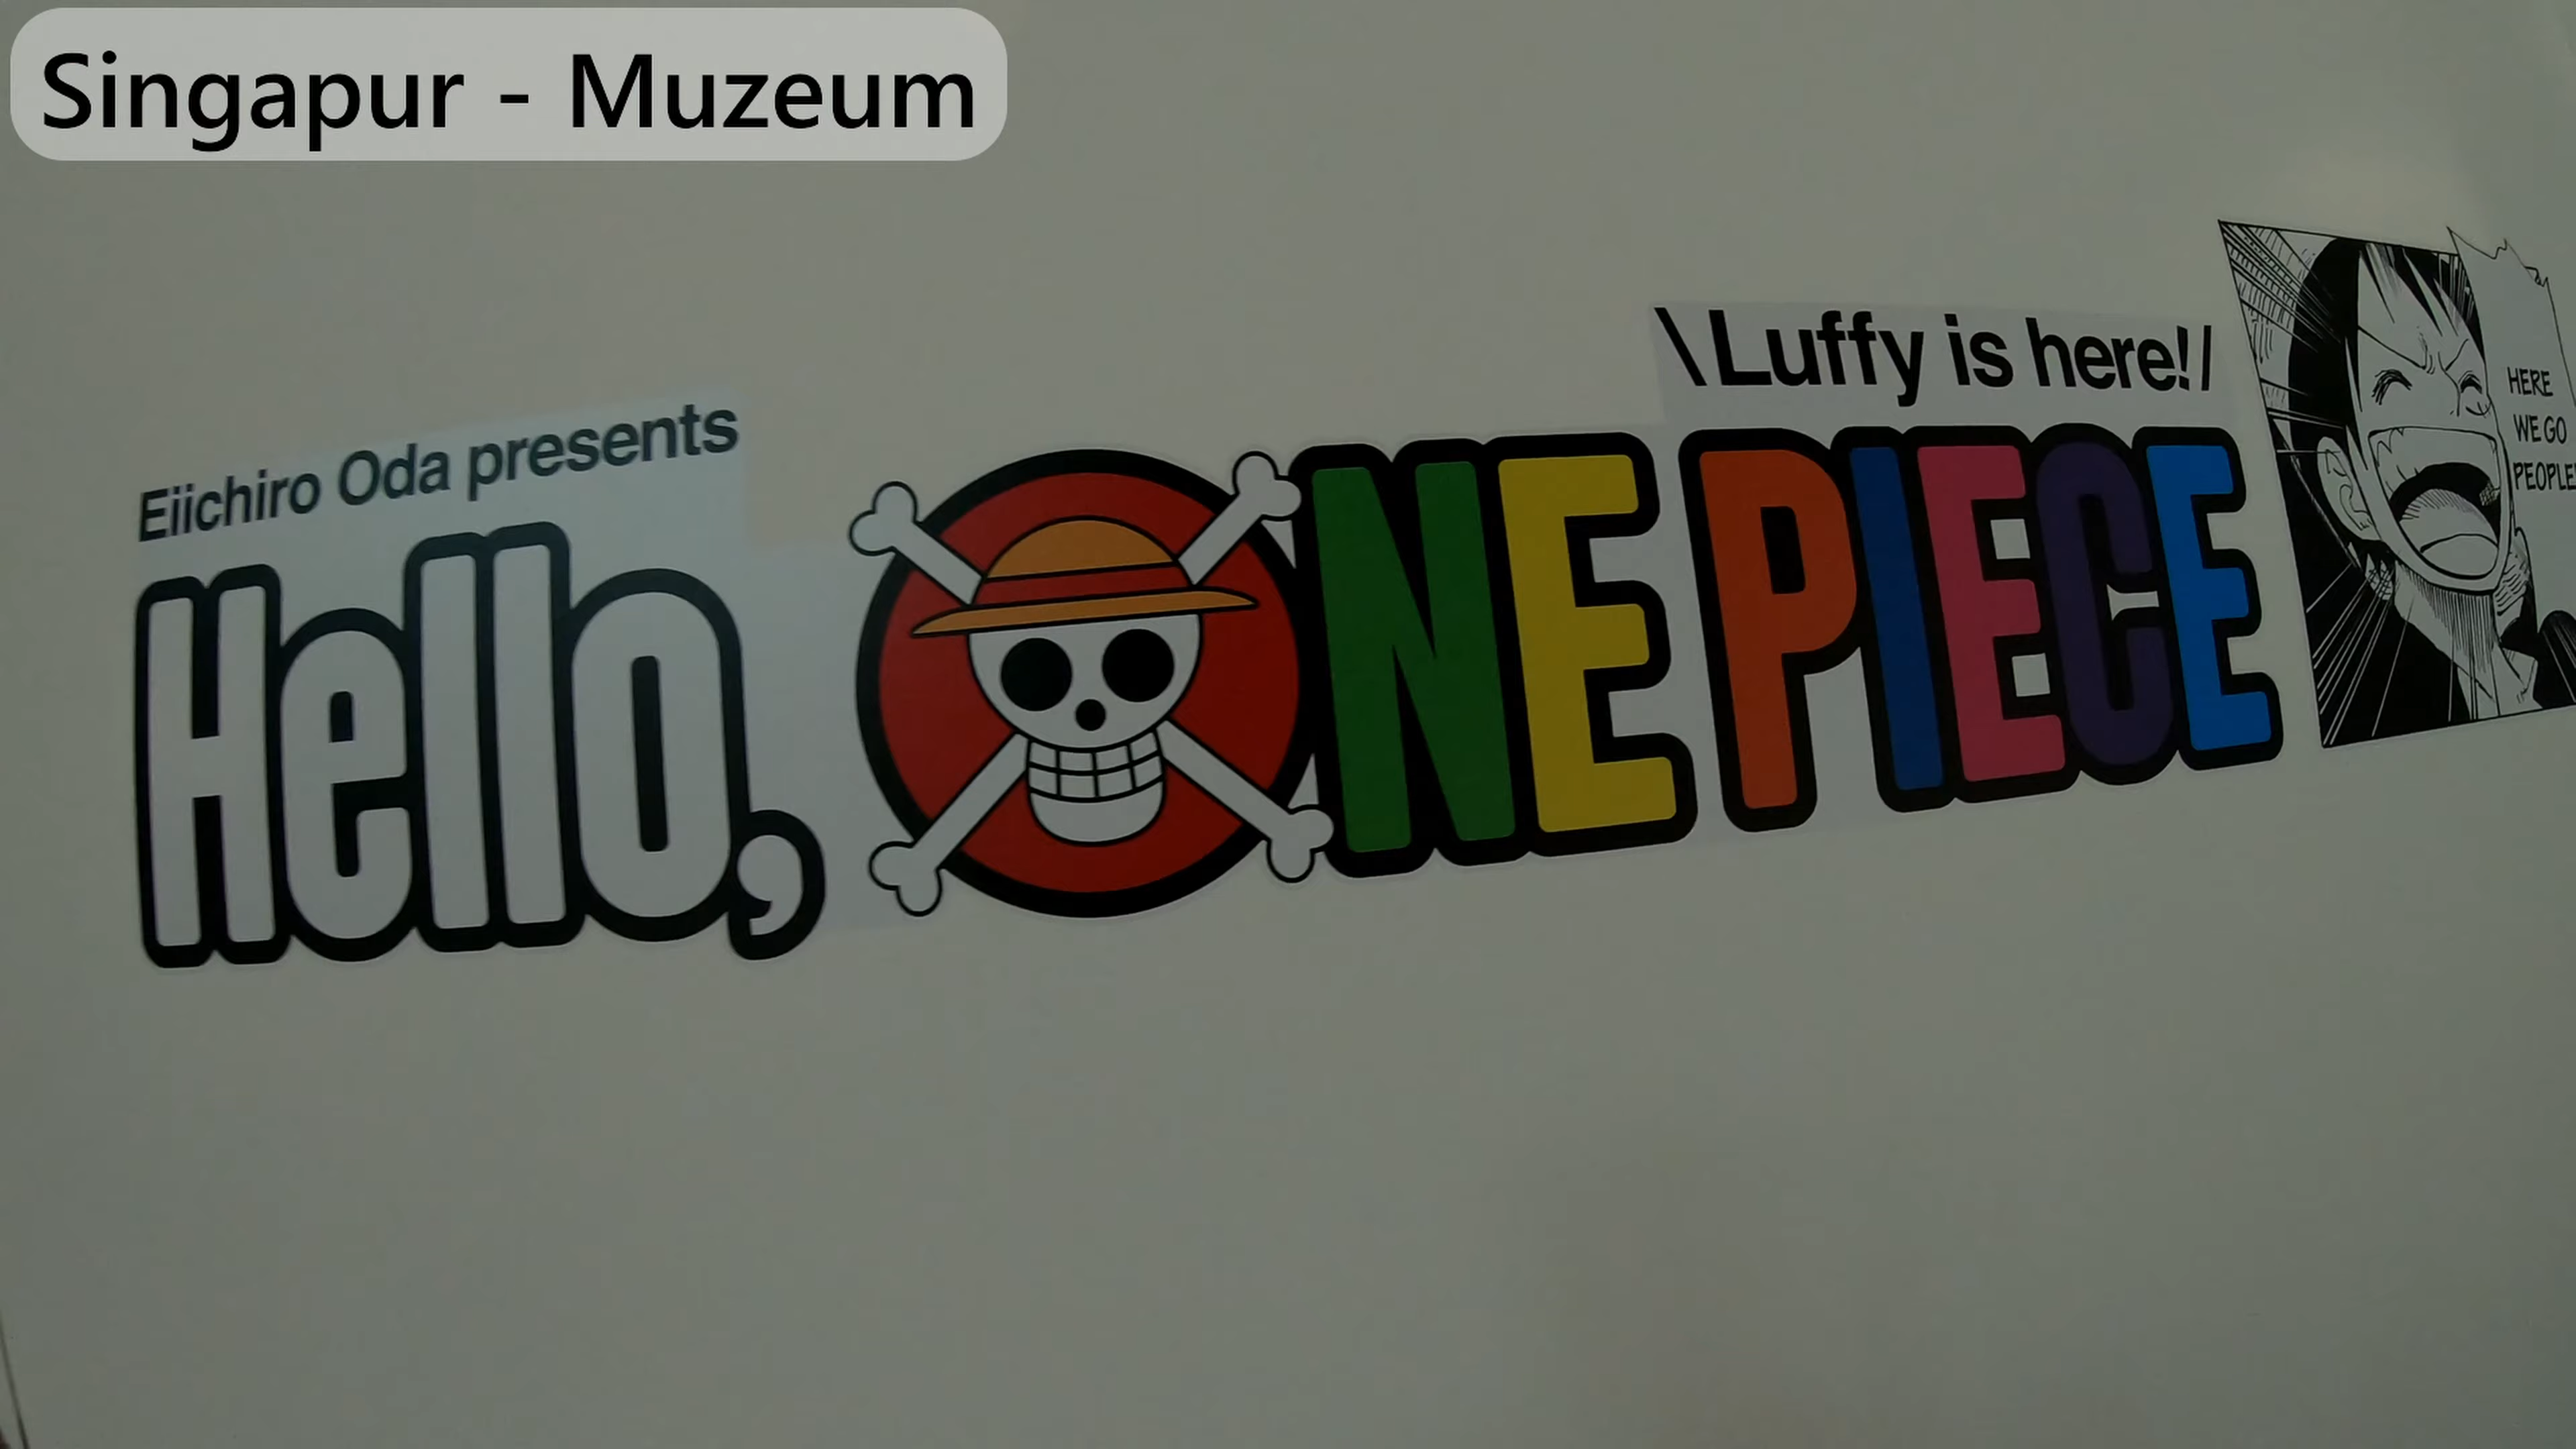 Singapur - Muzeum
Eiichiro Oda presents
\Luffy is here!/
Hello, ONE PIECE
HERE
WE GO
PEOPLE